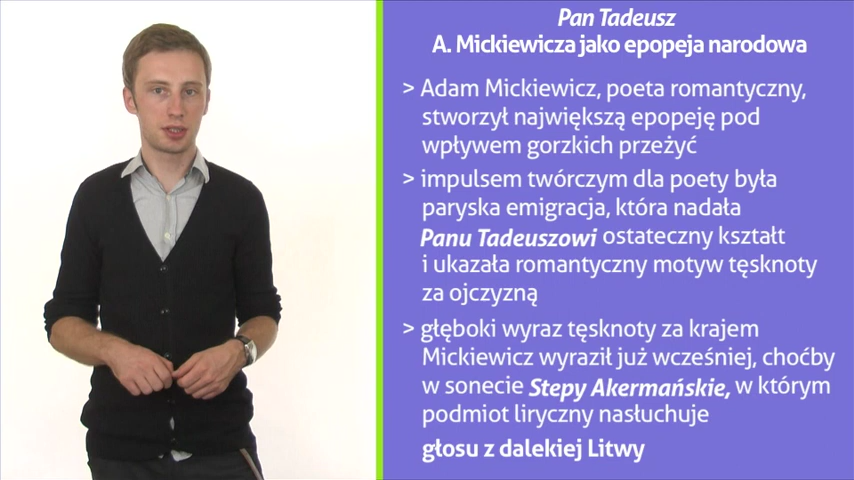 Pan Tadeusz
A. Mickiewicza jako epopeja narodowa
> Adam Mickiewicz, poeta romantyczny,
stworzył największą epopeję pod
wpływem gorzkich przeżyć
> impulsem twórczym dla poety była
paryska emigracja, która nadała
Panu Tadeuszowi ostateczny kształt
i ukazała romantyczny motyw tęsknoty
za ojczyzną
> głęboki wyraz tęsknoty za krajem
Mickiewicz wyraził już wcześniej, choćby
w sonecie Stepy Akermańskie, w którym
podmiot liryczny nasłuchuje
głosu z dalekiej Litwy